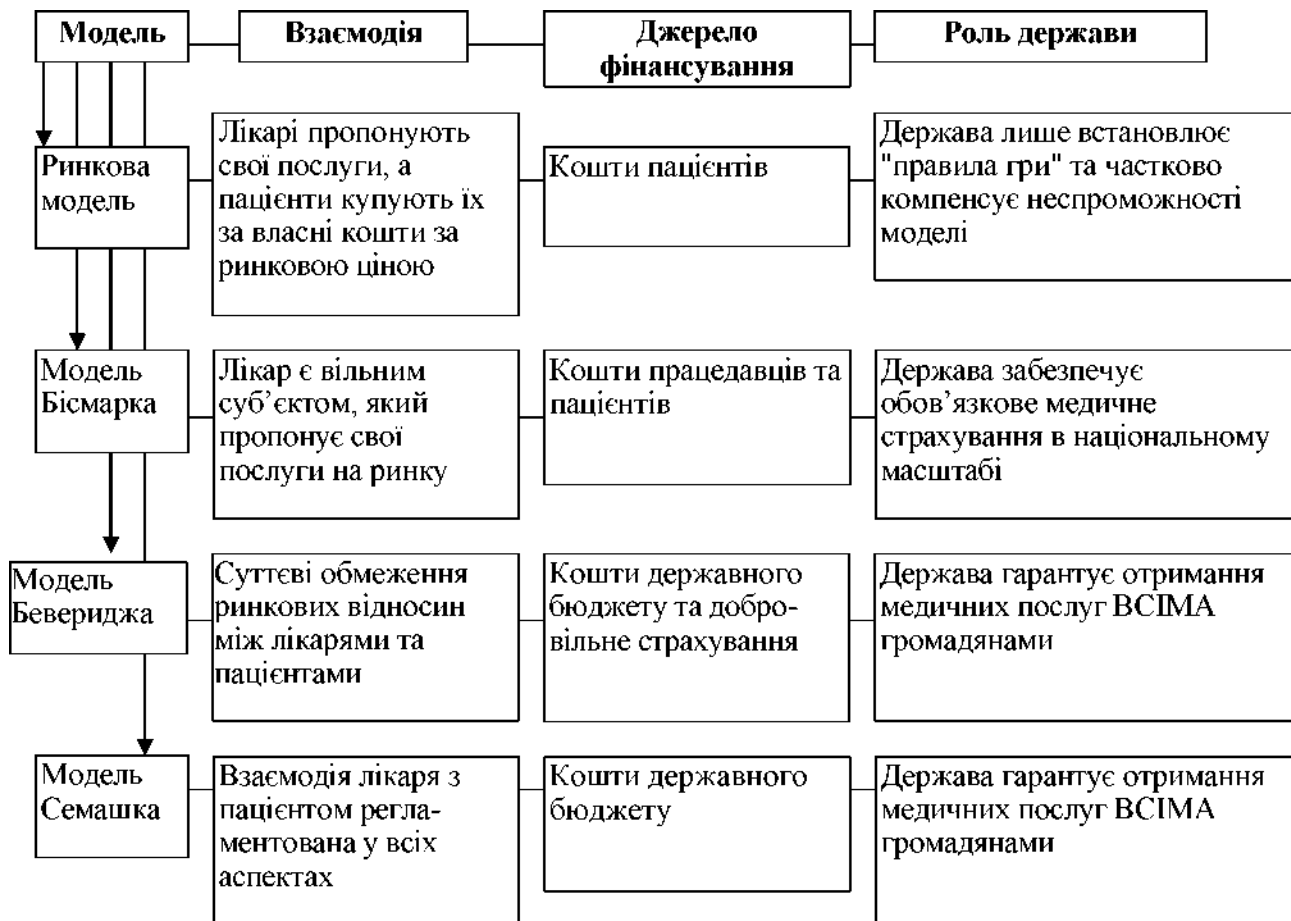 Модель
Взаємодія
Джерело
фінансування
Роль держави
Ринкова
модель
Лікарі пропонують
свої послуги, а
пацієнти купують їх
за власні кошти за
ринковою ціною
Кошти пацієнтів
Держава лише встановлює
"правила гри" та частково
компенсує неспроможності
моделі
Модель
Бісмарка
Лікар є вільним
суб’єктом, який
пропонує свої
послуги на ринку
Кошти працедавців та
пацієнтів
Держава забезпечує
обов’язкове медичне
страхування в національному
масштабі
Модель
Бевериджа
Суттєві обмеження
ринкових відносин
між лікарями та
пацієнтами
Кошти державного
бюджету та добро-
вільне страхування
Держава гарантує отримання
медичних послуг ВСІМА
громадянами
Модель
Семашка
Взаємодія лікаря з
пацієнтом регла-
ментована у всіх
аспектах
Кошти державного
бюджету
Держава гарантує отримання
медичних послуг ВСІМА
громадянами